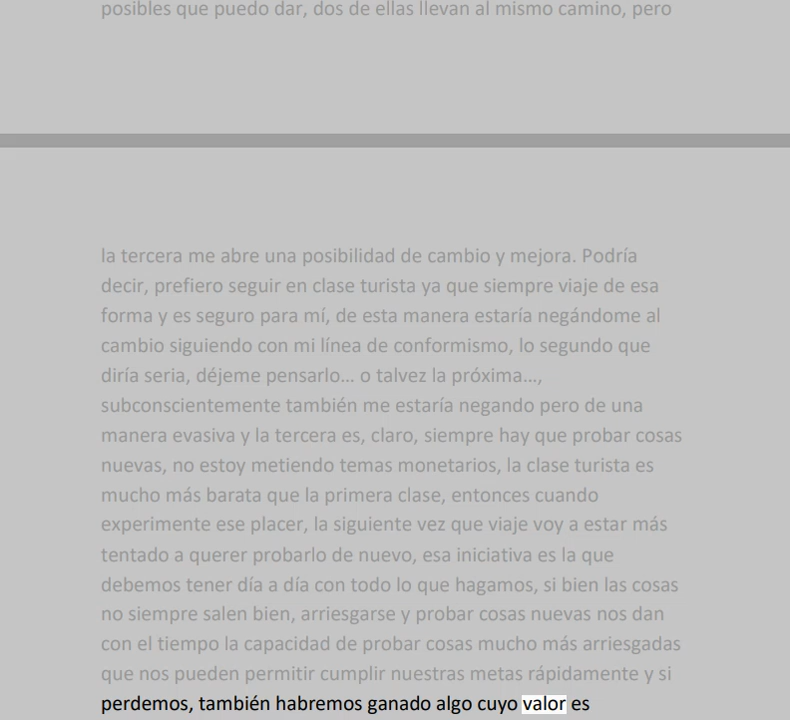 posibles que puedo dar, dos de ellas llevan al mismo camino, pero
la tercera me abre una posibilidad de cambio y mejora. Podría
decir, prefiero seguir en clase turista ya que siempre viaje de esa
forma y es seguro para mí, de esta manera estaría negándome al
cambio siguiendo con mi línea de conformismo, lo segundo que
diría seria, déjeme pensarlo… o talvez la próxima…,
subconscientemente también me estaría negando pero de una
manera evasiva y la tercera es, claro, siempre hay que probar cosas
nuevas, no estoy metiendo temas monetarios, la clase turista es
mucho más barata que la primera clase, entonces cuando
experimente ese placer, la siguiente vez que viaje voy a estar más
tentado a querer probarlo de nuevo, esa iniciativa es la que
debemos tener día a día con todo lo que hagamos, si bien las cosas
no siempre salen bien, arriesgarse y probar cosas nuevas nos dan
con el tiempo la capacidad de probar cosas mucho más arriesgadas
que nos pueden permitir cumplir nuestras metas rápidamente y si
perdemos, también habremos ganado algo cuyo valor es